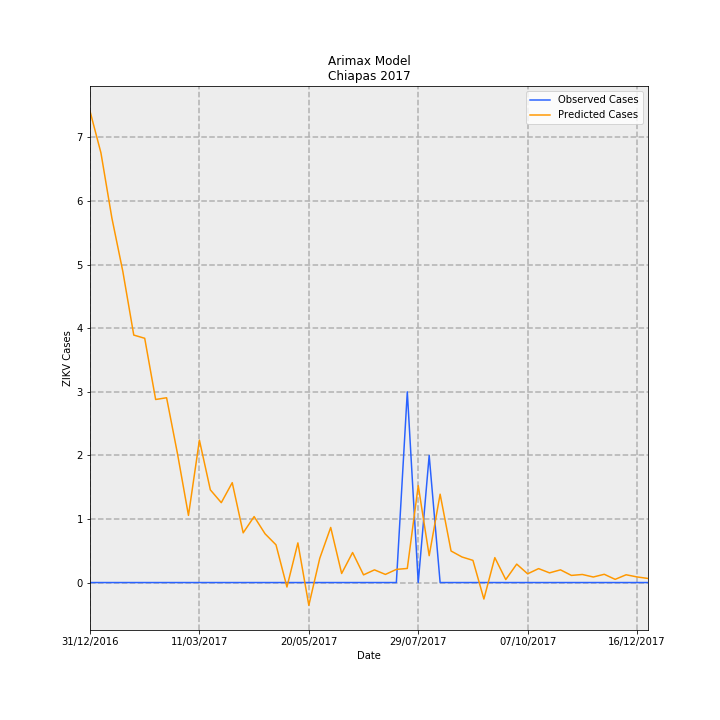 Arimax Model
Chiapas 2017
Observed Cases
Predicted Cases
ZIKV Cases
7
6
5
4
3
2
1
0
31/12/2016
11/03/2017
20/05/2017
29/07/2017
07/10/2017
16/12/2017
Date